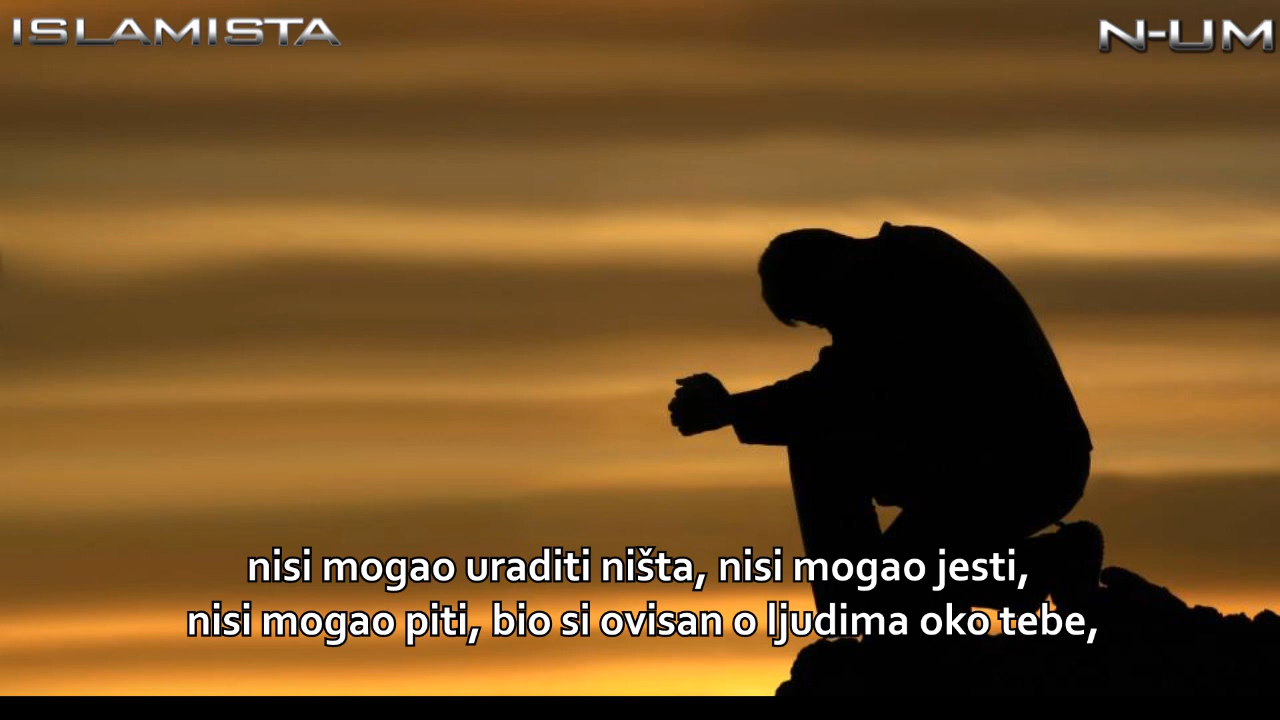 ISLAMISTA
N-UM
nisi mogao uraditi ništa, nisi mogao jesti,
nisi mogao piti, bio si ovisan o ljudima oko tebe,